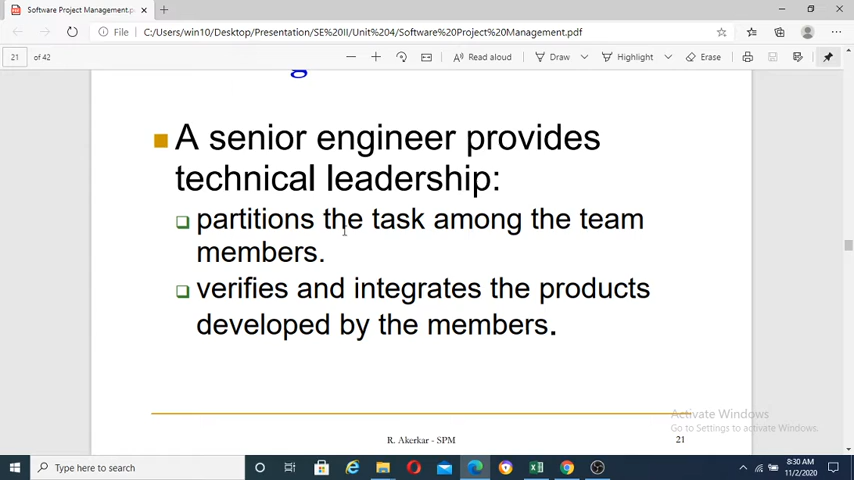 Software Project Management.pdf
File
C:/Users/win10/Desktop/Presentation/SE%20II/Unit%204/Software%20Project%20Management.pdf
21 of 42
Read aloud
Draw
Highlight
Erase
A senior engineer provides
technical leadership:
partitions the task among the team
members.
verifies and integrates the products
developed by the members.
Activate Windows
Go to Settings to activate Windows.
R. Akerkar - SPM
21
Type here to search
8:30 AM
11/2/2020